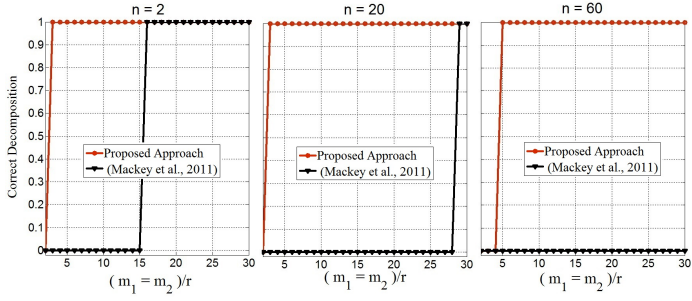 n = 2
n = 20
n = 60
Correct Decomposition
1
0.9
0.8
0.7
0.6
0.5
0.4
0.3
0.2
0.1
0
Proposed Approach
(Mackey et al., 2011)
Proposed Approach
(Mackey et al., 2011)
Proposed Approach
(Mackey et al., 2011)
5 10 15 20 25 30
5 10 15 20 25 30
5 10 15 20 25 30
( m1 = m2 )/r
( m1 = m2 )/r
( m1 = m2 )/r